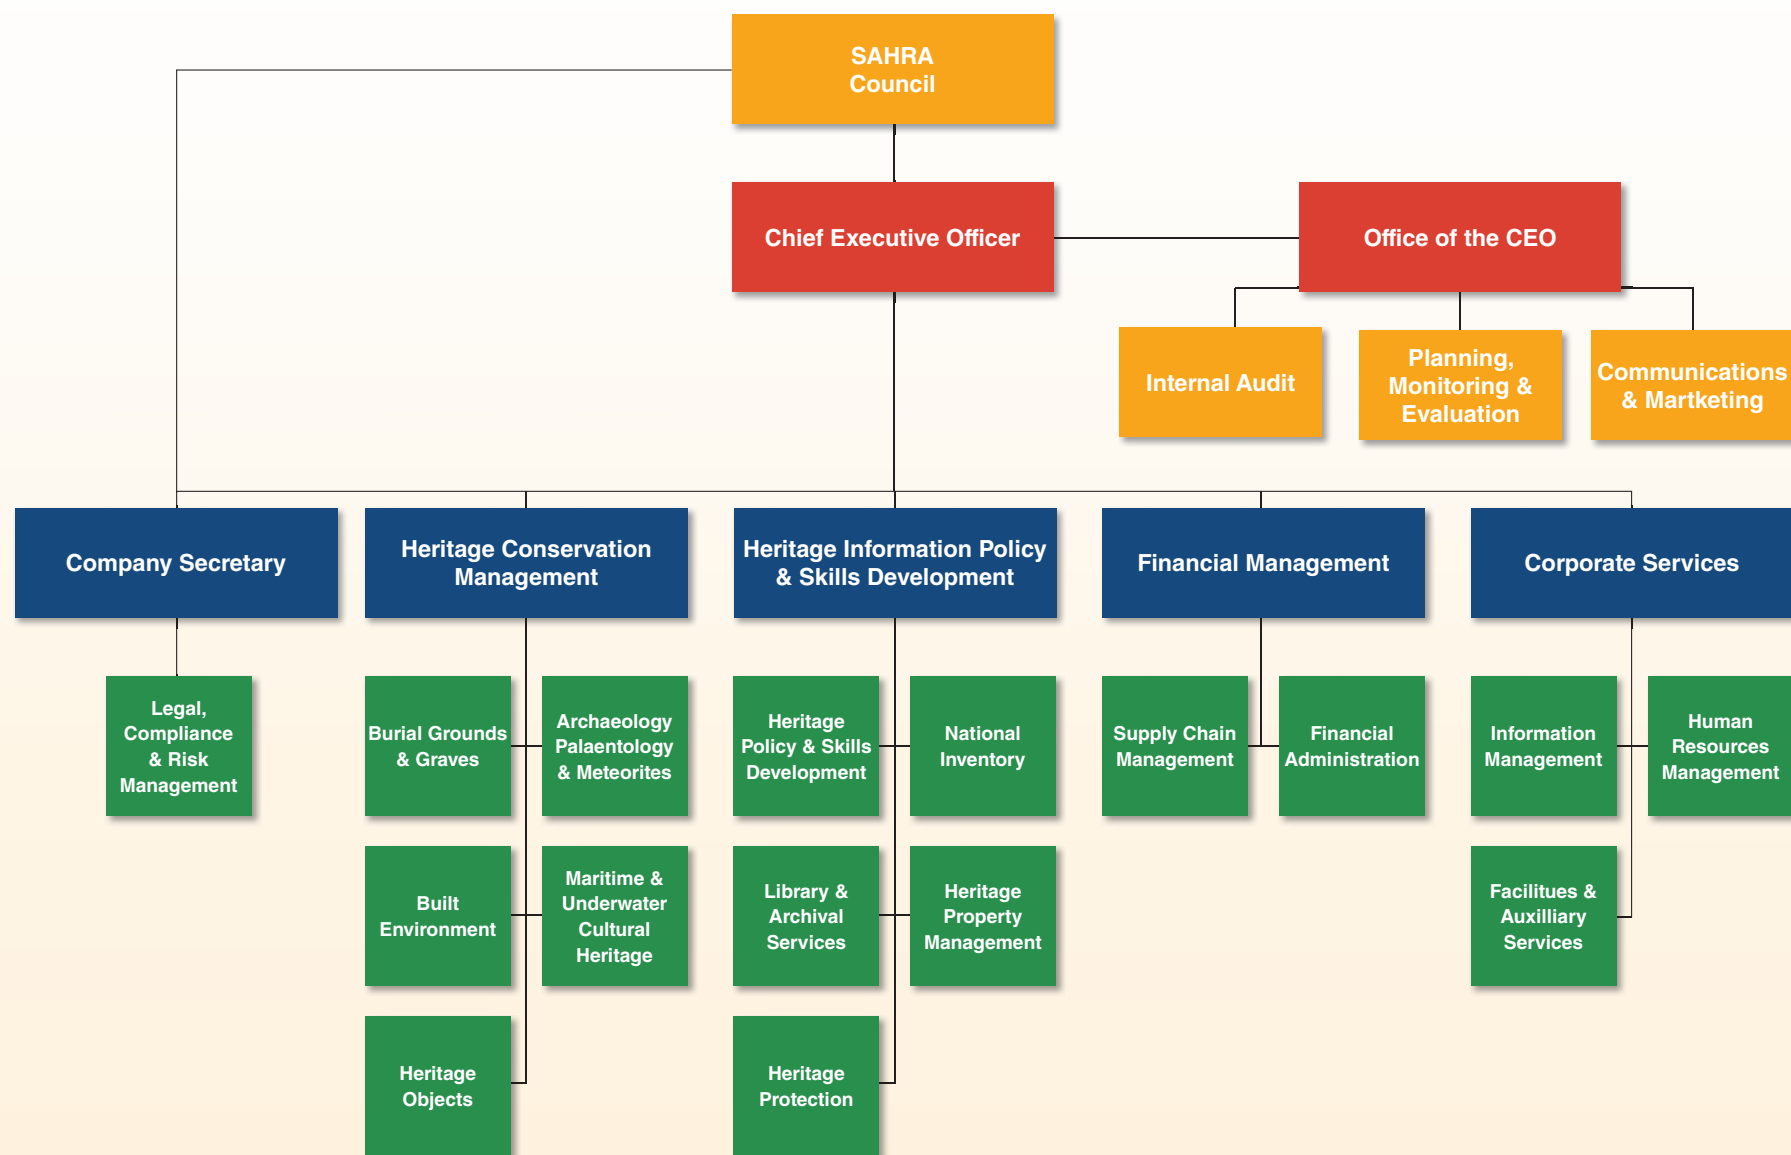 SAHRA
Council
Chief Executive Officer
Office of the CEO
Internal Audit
Planning,
Monitoring &
Evaluation
Communications
& Martketing
Company Secretary
Heritage Conservation
Management
Heritage Information Policy
& Skills Development
Financial Management
Corporate Services
Legal,
Compliance
& Risk
Management
Burial Grounds
& Graves
Archaeology
Palaentology
& Meteorites
Heritage
Policy & Skills
Development
National
Inventory
Supply Chain
Management
Financial
Administration
Information
Management
Human
Resources
Management
Built
Environment
Maritime &
Underwater
Cultural
Heritage
Library &
Archival
Services
Heritage
Property
Management
Facilitues &
Auxilliary
Services
Heritage
Objects
Heritage
Protection